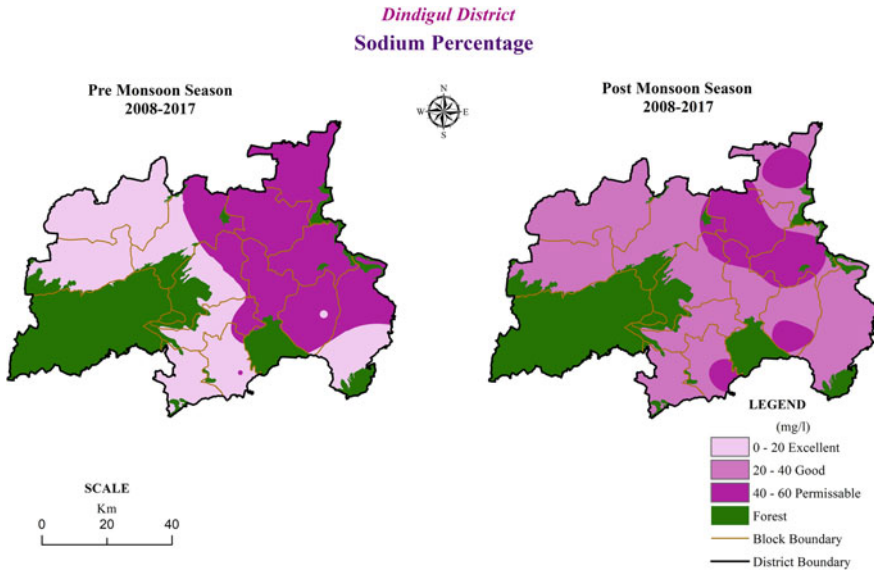 Dindigul District
Sodium Percentage
Pre Monsoon Season
2008-2017
N
W E
S
Post Monsoon Season
2008-2017
LEGEND
(mg/l)
0 - 20 Excellent
20 - 40 Good
40 - 60 Permissable
Forest
Block Boundary
District Boundary
SCALE
Km
0 20 40